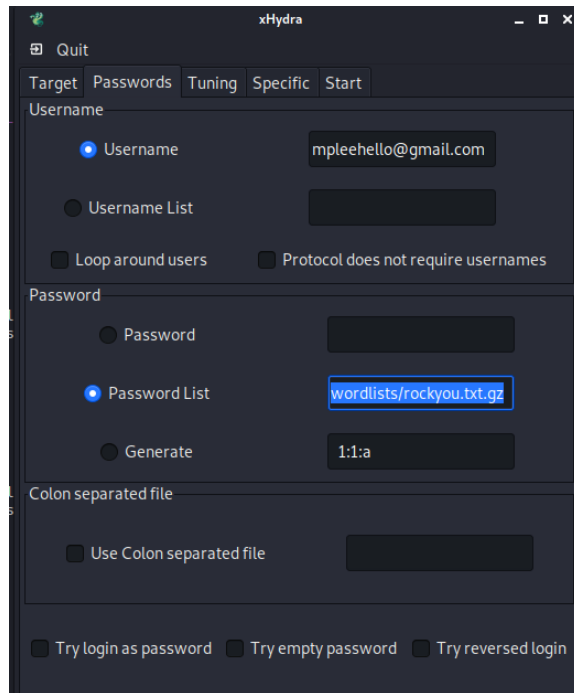 xHydra
Quit
Target Passwords Tuning Specific Start
Username
Username mpleehello@gmail.com
Username List
Loop around users Protocol does not require usernames
Password
Password
Password List wordlists/rockyou.txt.gz
Generate 1:1:a
Colon separated file
Use Colon separated file
Try login as password Try empty password Try reversed login